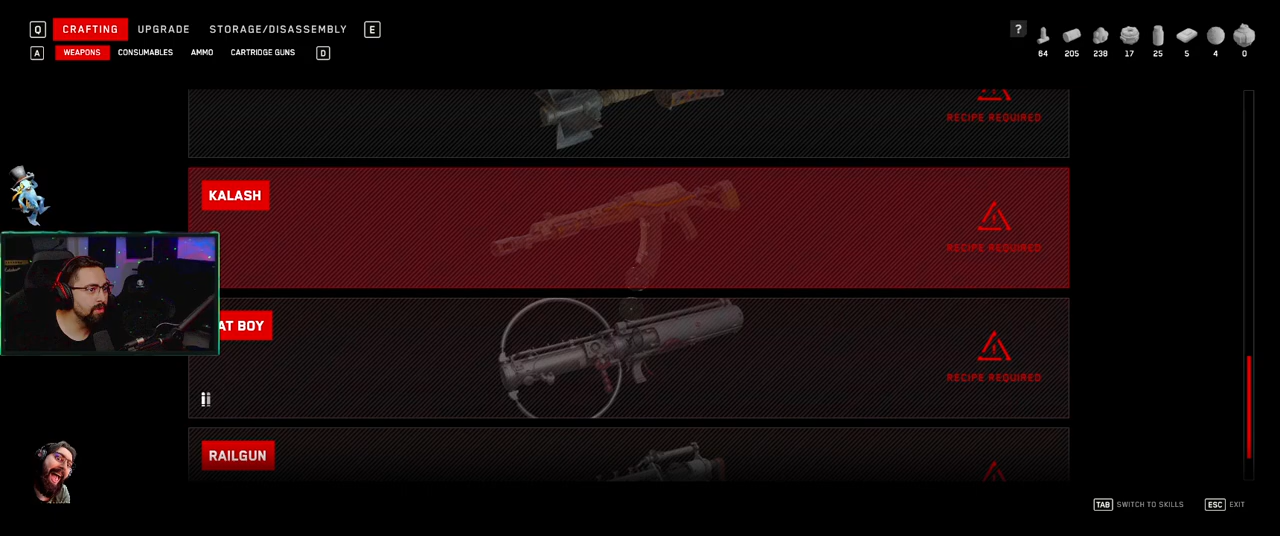 Q CRAFTING UPGRADE STORAGE/DISASSEMBLY E
A WEAPONS CONSUMABLES AMMO CARTRIDGE GUNS D
?
64 205 238 17 25 5 4 0
RECIPE REQUIRED
KALASH
RECIPE REQUIRED
AT BOY
RECIPE REQUIRED
RAILGUN
TAB SWITCH TO SKILLS ESC EXIT